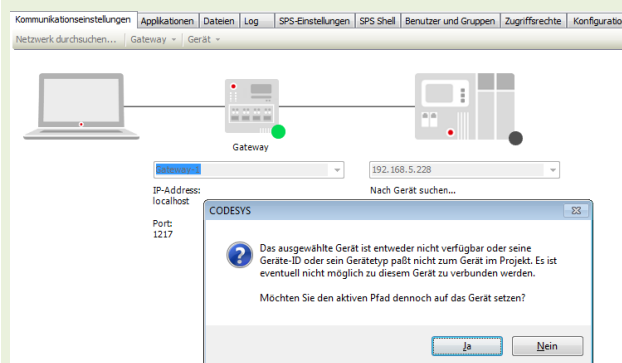 Kommunikationseinstellungen Applikationen Dateien Log SPS-Einstellungen SPS Shell Benutzer und Gruppen Zugriffsrechte Konfiguratio
Netzwerk durchsuchen... Gateway Gerät
Gateway
Gateway-1 192.168.5.228
IP-Address: Nach Gerät suchen...
localhost
Port:
1217
CODESYS
Das ausgewählte Gerät ist entweder nicht verfügbar oder seine
Geräte-ID oder sein Gerätetyp paßt nicht zum Gerät im Projekt. Es ist
eventuell nicht möglich zu diesem Gerät zu verbunden werden.
Möchten Sie den aktiven Pfad dennoch auf das Gerät setzen?
Ja Nein